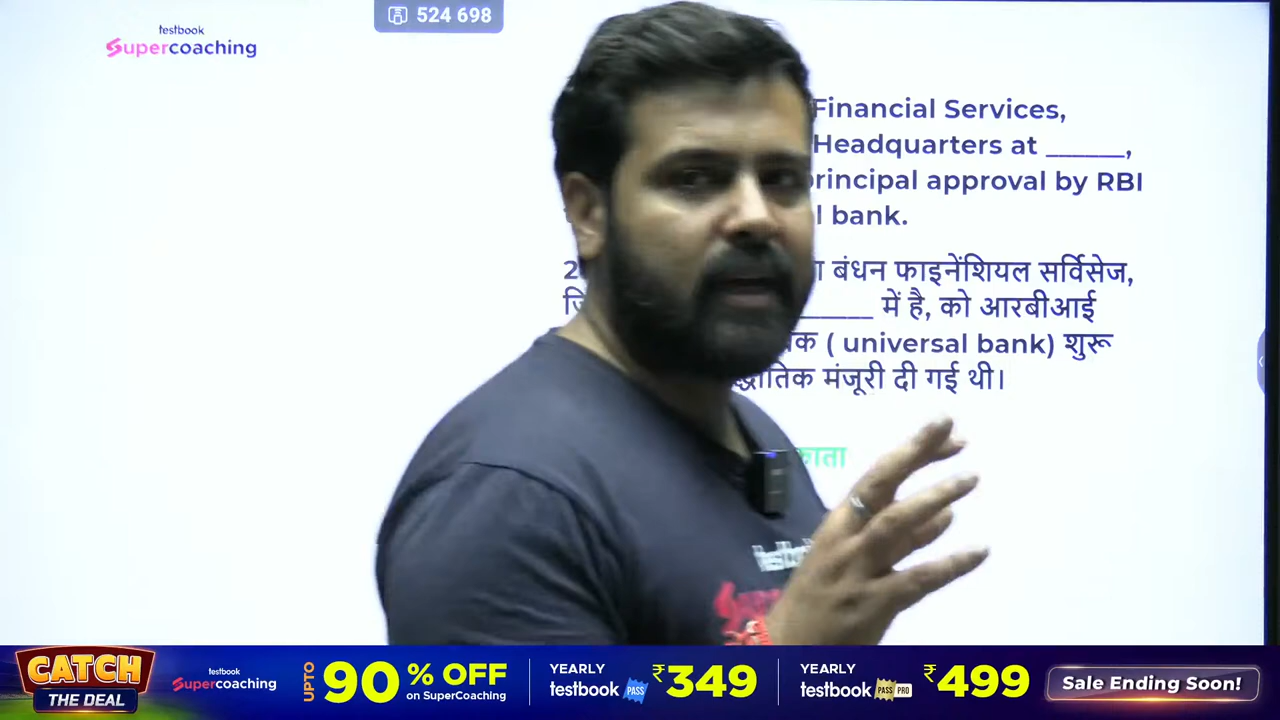 testbook
Supercoaching
524 698
Financial Services,
Headquarters at ______,
principal approval by RBI
bank.
2
बंधन फाइनेंशियल सर्विसेज,
______ में है, को आरबीआई
( universal bank) शुरू
मंजूरी दी गई थी।
CATCH
THE DEAL
testbook
Supercoaching
UPTO
90% OFF
on SuperCoaching
YEARLY
testbook PASS
₹349
YEARLY
testbook PASS PRO
₹499
Sale Ending Soon!